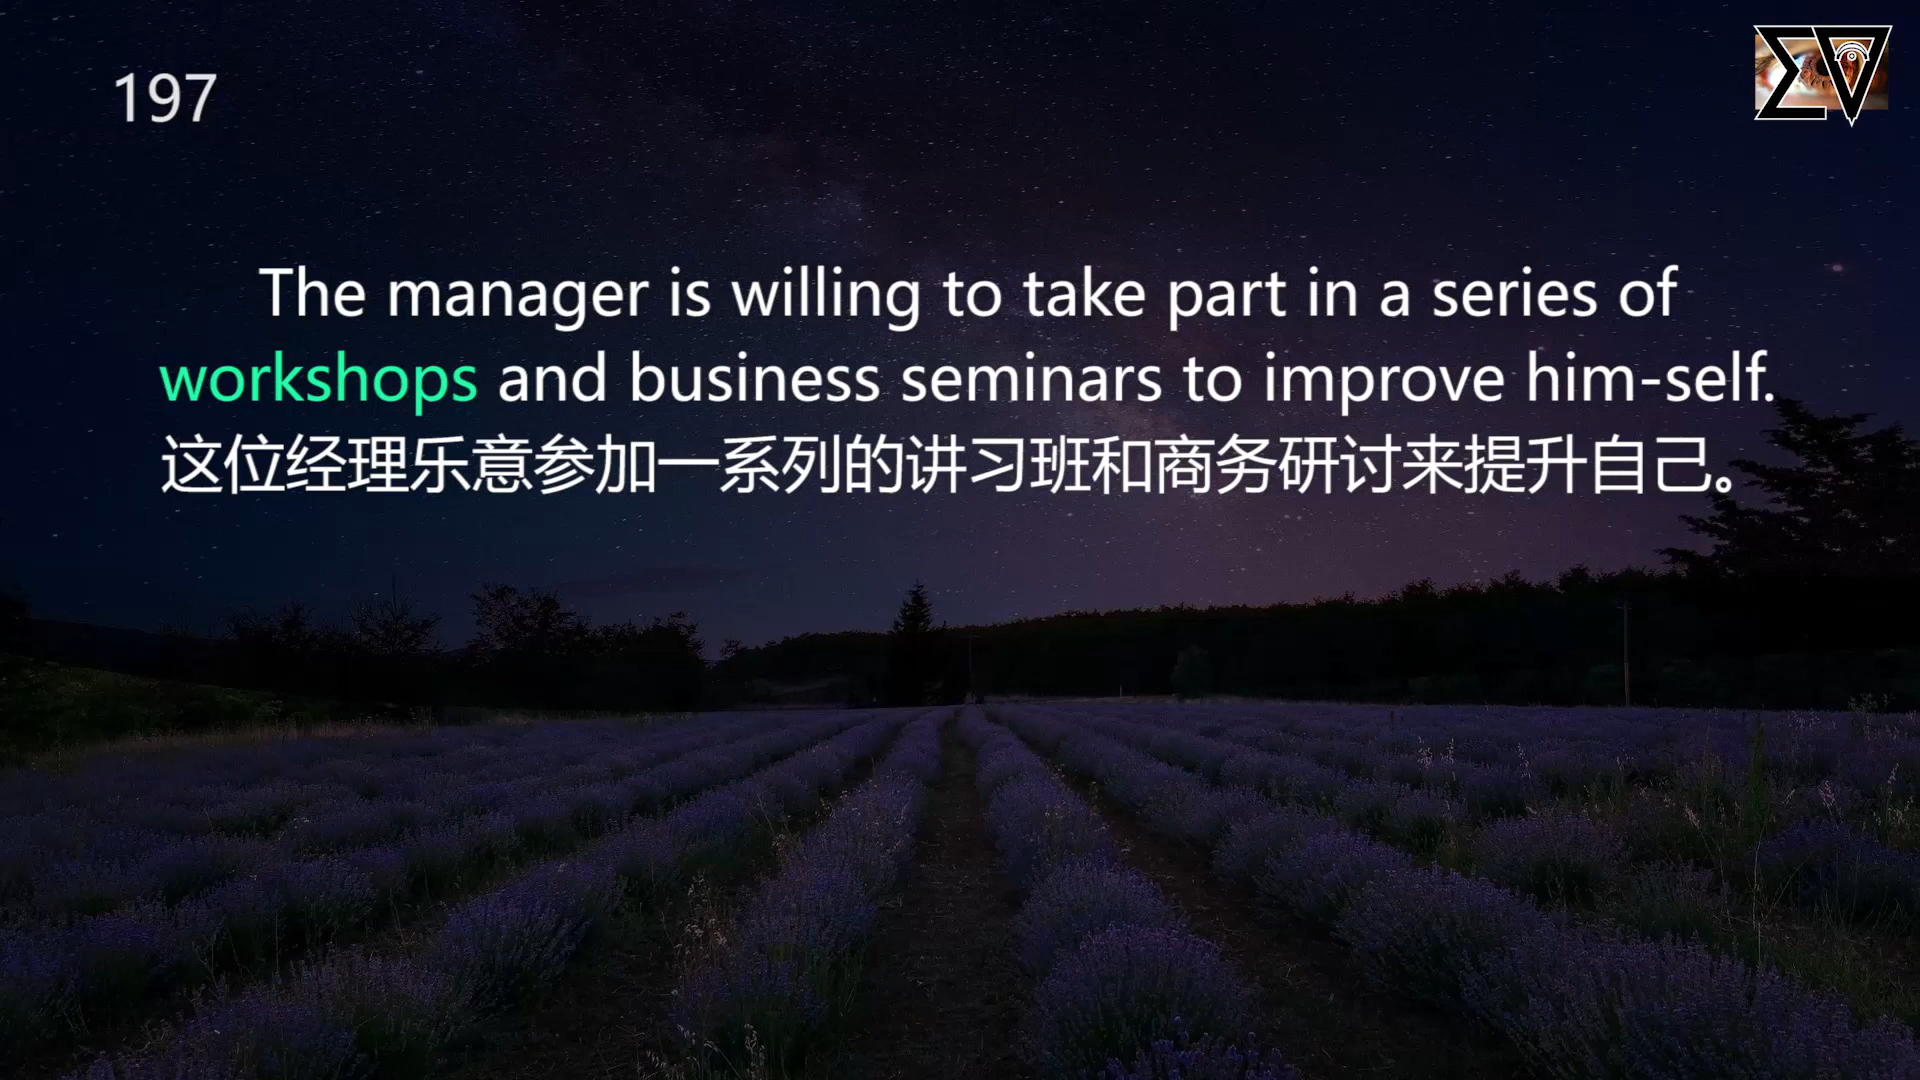 197
The manager is willing to take part in a series of
workshops and business seminars to improve him-self.
这位经理乐意参加一系列的讲习班和商务研讨来提升自己。